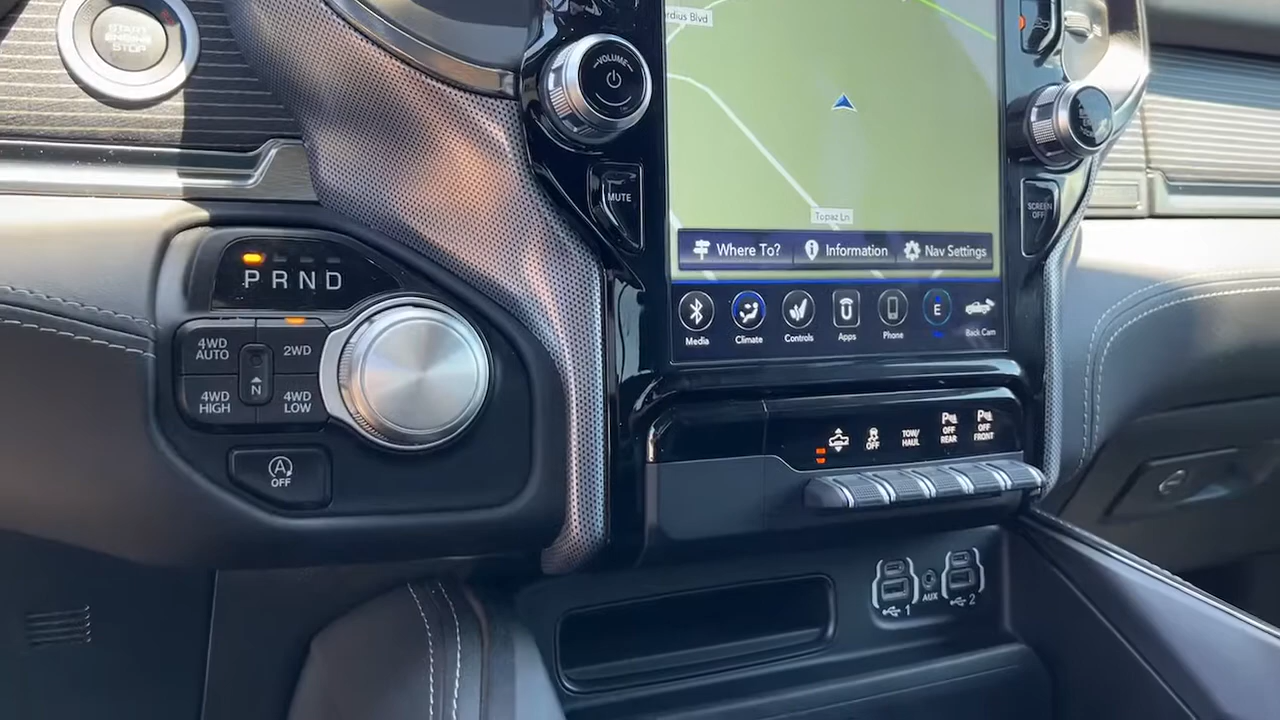 START
ENGINE
STOP
VOLUME
MUTE
SCREEN
OFF
rdius Blvd
Topaz Ln
Where To?
Information
Nav Settings
Media
Climate
Controls
U
Apps
Phone
E
Back Cam
P R N D
4WD
AUTO
2WD
N
4WD
HIGH
4WD
LOW
A
OFF
OFF
TOW/
HAUL
P
OFF
REAR
P
OFF
FRONT
1
AUX
2